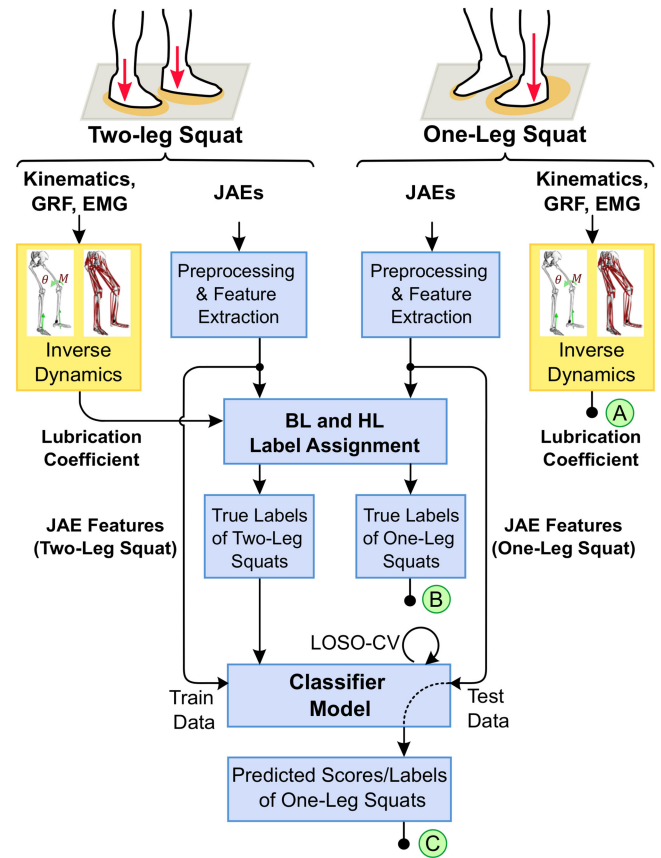 Two-leg Squat
One-Leg Squat
Kinematics,
GRF, EMG
JAEs
JAEs
Kinematics,
GRF, EMG
θ M
Inverse
Dynamics
Preprocessing
& Feature
Extraction
Preprocessing
& Feature
Extraction
θ M
Inverse
Dynamics
A
Lubrication
Coefficient
BL and HL
Label Assignment
Lubrication
Coefficient
JAE Features
(Two-Leg Squat)
True Labels
of Two-Leg
Squats
True Labels
of One-Leg
Squats
JAE Features
(One-Leg Squat)
B
LOSO-CV
Train
Data
Classifier
Model
Test
Data
Predicted Scores/Labels
of One-Leg Squats
C